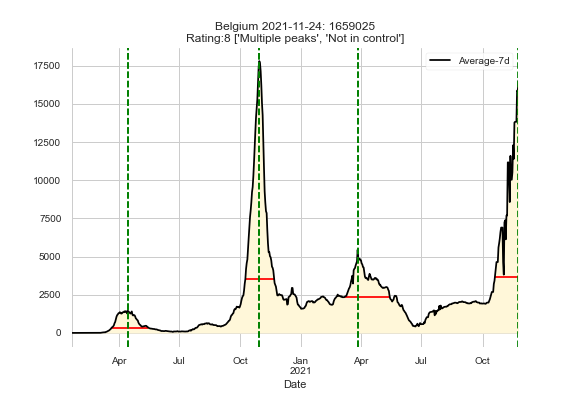 Belgium 2021-11-24: 1659025
Rating:8 ['Multiple peaks', 'Not in control']
Average-7d
17500
15000
12500
10000
7500
5000
2500
0
Apr Jul Oct Jan Apr Jul Oct
2021
Date